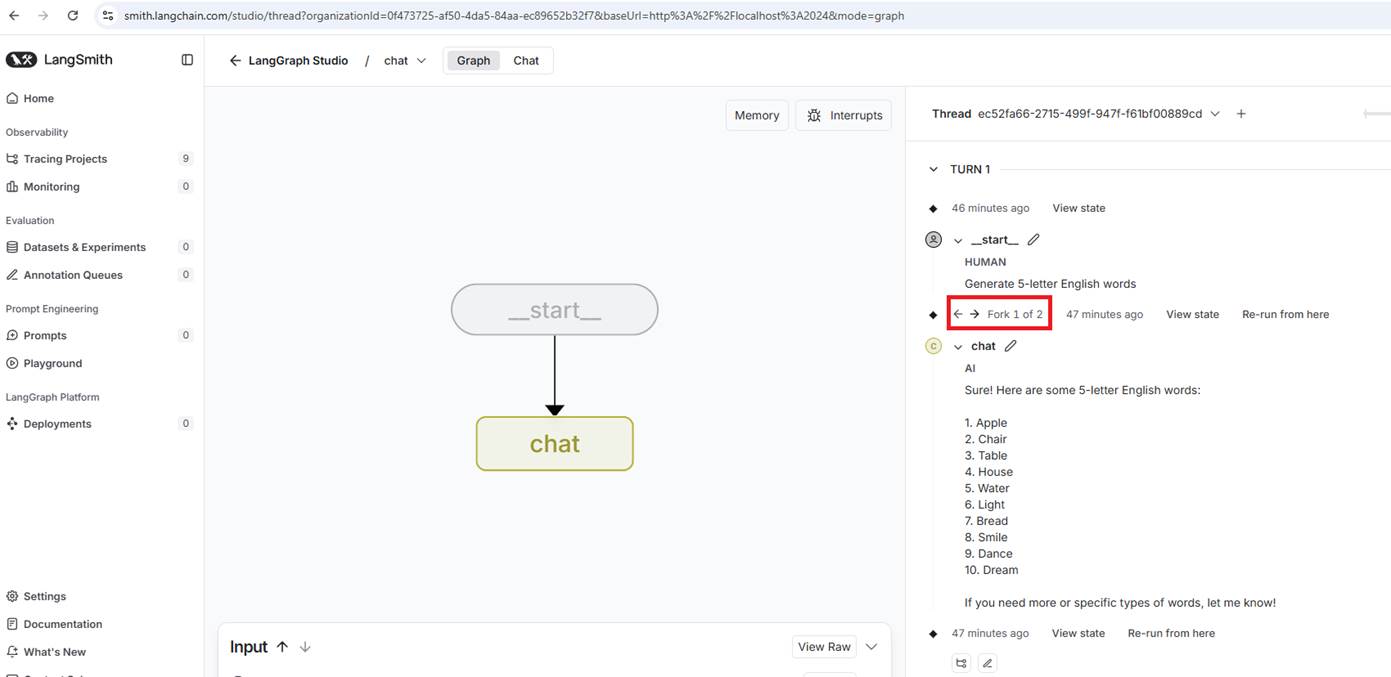 smith.langchain.com/studio/thread?organizationId=0f473725-af50-4da5-84aa-ec89652b32f7&baseUrl=http%3A%2F%2Flocalhost%3A2024&mode=graph
LangSmith
LangGraph Studio / chat
Graph
Chat
Home
Observability
Tracing Projects 9
Monitoring 0
Evaluation
Datasets & Experiments 0
Annotation Queues 0
Prompt Engineering
Prompts 0
Playground
LangGraph Platform
Deployments 0
Settings
Documentation
What's New
Memory
Interrupts
__start__
chat
Input
View Raw
Thread ec52fa66-2715-499f-947f-f61bf00889cd
TURN 1
46 minutes ago View state
__start__
HUMAN
Generate 5-letter English words
Fork 1 of 2 47 minutes ago View state Re-run from here
C chat
AI
Sure! Here are some 5-letter English words:
1. Apple
2. Chair
3. Table
4. House
5. Water
6. Light
7. Bread
8. Smile
9. Dance
10. Dream
If you need more or specific types of words, let me know!
47 minutes ago View state Re-run from here